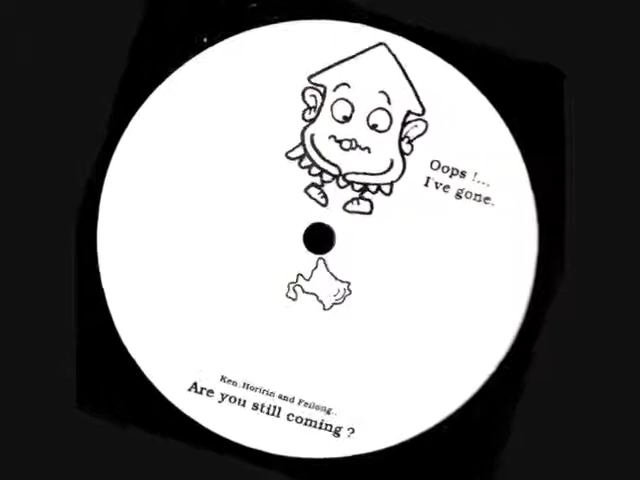 Oops !...
I've gone.
Ken.Horirin and Feilong..
Are you still coming ?